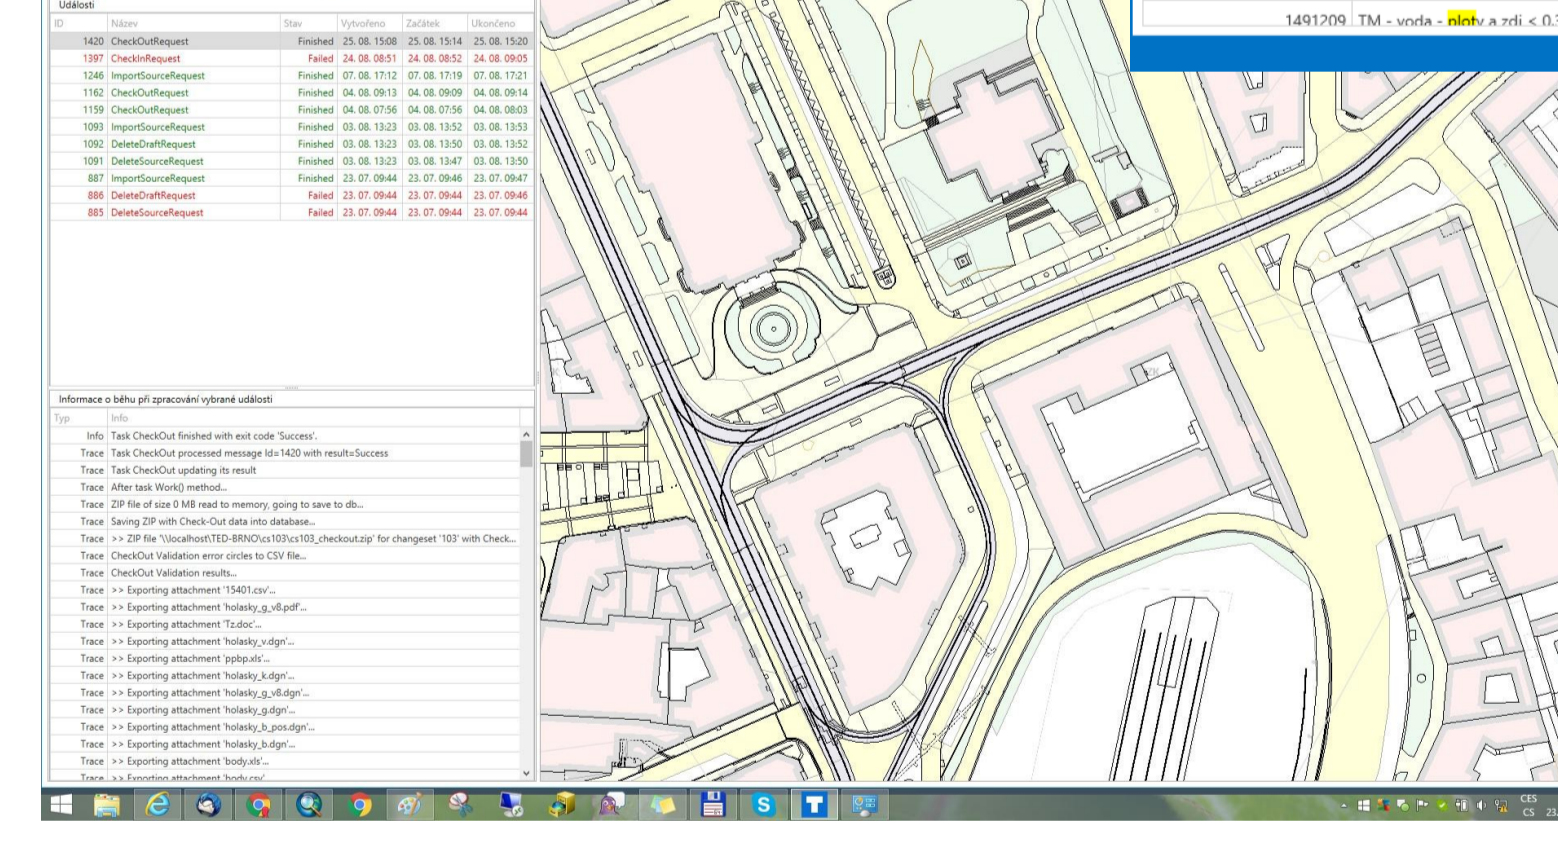 Události
ID Název Stav Vytvořeno Začátek Ukončeno
1420 CheckOutRequest Finished 25. 08. 15:08 25. 08. 15:14 25. 08. 15:20
1397 CheckInRequest Failed 24. 08. 08:51 24. 08. 08:52 24. 08. 09:05
1246 ImportSourceRequest Finished 07. 08. 17:12 07. 08. 17:19 07. 08. 17:21
1162 CheckOutRequest Finished 04. 08. 09:13 04. 08. 09:09 04. 08. 09:14
1159 CheckOutRequest Finished 04. 08. 07:56 04. 08. 07:56 04. 08. 08:03
1093 ImportSourceRequest Finished 03. 08. 13:23 03. 08. 13:52 03. 08. 13:53
1092 DeleteDraftRequest Finished 03. 08. 13:23 03. 08. 13:50 03. 08. 13:52
1091 DeleteSourceRequest Finished 03. 08. 13:23 03. 08. 13:47 03. 08. 13:50
887 ImportSourceRequest Finished 23. 07. 09:44 23. 07. 09:46 23. 07. 09:47
886 DeleteDraftRequest Failed 23. 07. 09:44 23. 07. 09:44 23. 07. 09:46
885 DeleteSourceRequest Failed 23. 07. 09:44 23. 07. 09:44 23. 07. 09:44
1491209 TM - voda - ploty a zdi < 0.3
Informace o běhu při zpracování vybrané události
Typ Info
Info Task CheckOut finished with exit code 'Success'.
Trace Task CheckOut processed message Id=1420 with result=Success
Trace Task CheckOut updating its result
Trace After task Work() method...
Trace ZIP file of size 0 MB read to memory, going to save to db...
Trace Saving ZIP with Check-Out data into database...
Trace >> ZIP file '\\localhost\TED-BRNO\cs103\cs103_checkout.zip' for changeset '103' with Check...
Trace CheckOut Validation error circles to CSV file...
Trace CheckOut Validation results...
Trace >> Exporting attachment '15401.csv'...
Trace >> Exporting attachment 'holasky_g_v8.pdf'...
Trace >> Exporting attachment 'Tz.doc'...
Trace >> Exporting attachment 'holasky_v.dgn'...
Trace >> Exporting attachment 'ppbp.xls'...
Trace >> Exporting attachment 'holasky_k.dgn'...
Trace >> Exporting attachment 'holasky_g_v8.dgn'...
Trace >> Exporting attachment 'holasky_g.dgn'...
Trace >> Exporting attachment 'holasky_b_pos.dgn'...
Trace >> Exporting attachment 'holasky_b.dgn'...
Trace >> Exporting attachment 'body.xls'...
Trace >> Exporting attachment 'body.csv'
ZK
S
T
CES
CS 23.